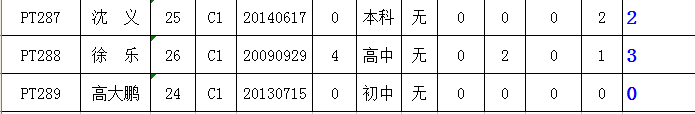 PT287 沈 义 25 C1 20140617 0 本科 无 0 0 0 2 2
PT288 徐 乐 26 C1 20090929 4 高中 无 0 2 0 1 3
PT289 高大鹏 24 C1 20130715 0 初中 无 0 0 0 0 0